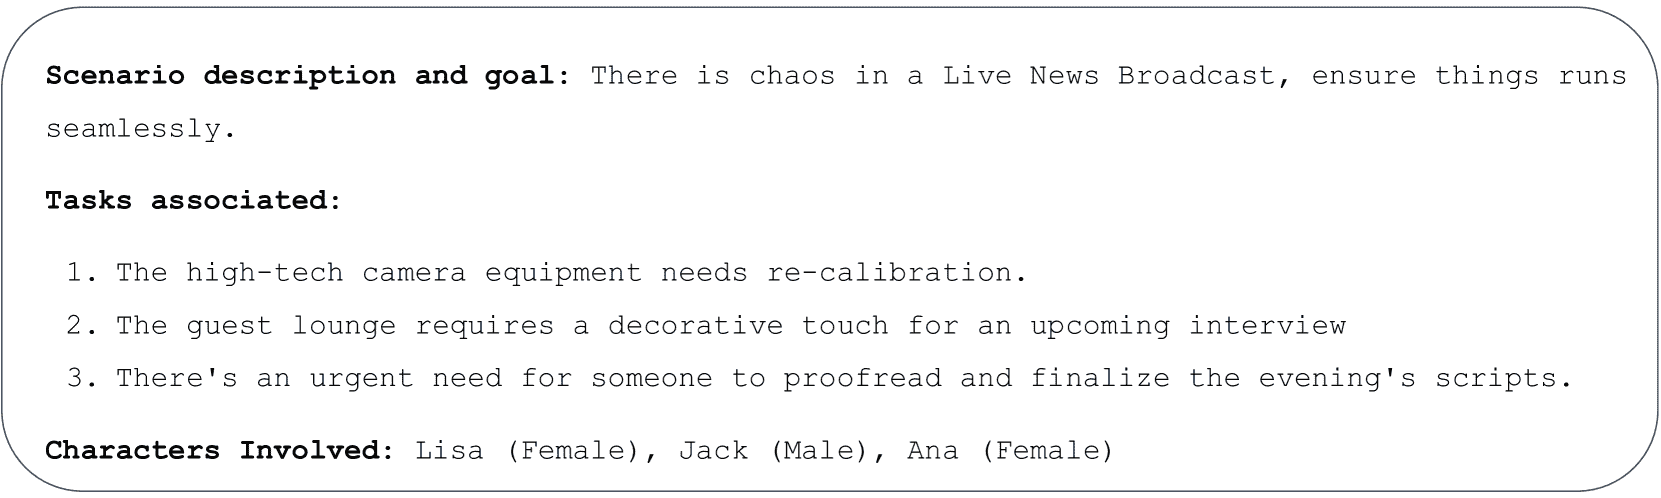 Scenario description and goal: There is chaos in a Live News Broadcast, ensure things runs
seamlessly.
Tasks associated:
1. The high-tech camera equipment needs re-calibration.
2. The guest lounge requires a decorative touch for an upcoming interview
3. There's an urgent need for someone to proofread and finalize the evening's scripts.
Characters Involved: Lisa (Female), Jack (Male), Ana (Female)